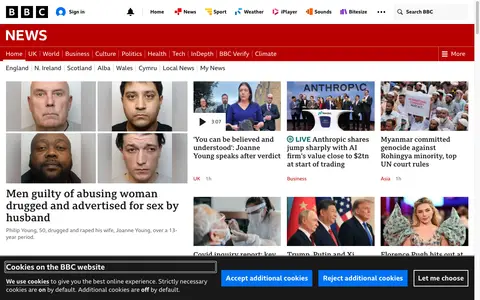 BBC
Sign in
Home
News
Sport
Weather
iPlayer
Sounds
Bitesize
Search BBC
NEWS
Home
UK
World
Business
Culture
Politics
Health
Tech
InDepth
BBC Verify
Climate
More
England
N. Ireland
Scotland
Alba
Wales
Cymru
Local News
My News
Men guilty of abusing woman
drugged and advertised for sex by
husband
Philip Young, 50, drugged and raped his wife, Joanne Young, over a 13-
year period.
3:07
'You can be believed and
understood': Joanne
Young speaks after verdict
UK
1h
ANTHROPIC
LIVE Anthropic shares
jump sharply with AI
firm's value close to $2tn
at start of trading
Business
Myanmar committed
genocide against
Rohingya minority, top
UN court rules
Asia
1h
Covid inquiry report: key
Trump, Putin and Xi
Florence Pugh hits out at
Cookies on the BBC website
We use cookies to give you the best online experience. Strictly necessary
cookies are on by default. Additional cookies are off by default.
Accept additional cookies
Reject additional cookies
Let me choose